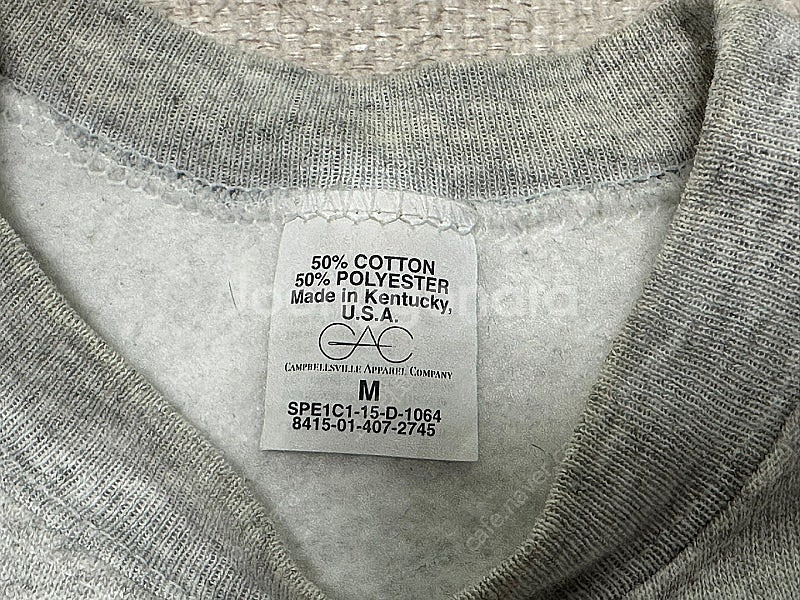 50% COTTON
50% POLYESTER
Made in Kentucky,
U.S.A.
CAC
CAMPBELLSVILLE APPAREL COMPANY
M
SPE1C1-15-D-1064
8415-01-407-2745